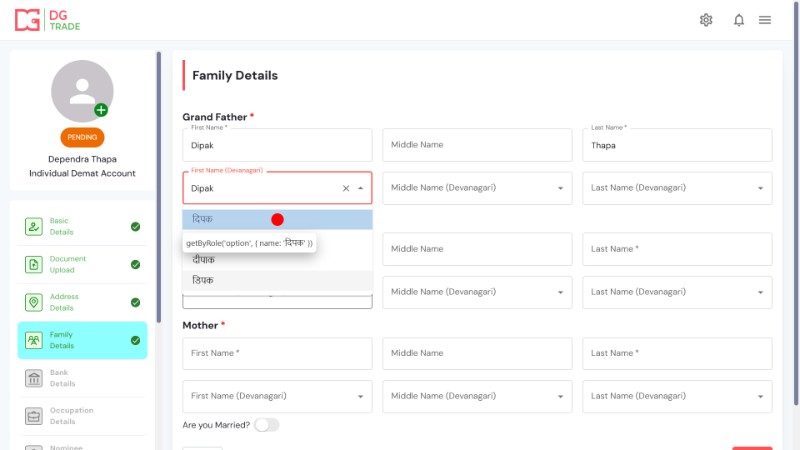 DG
TRADE
Family Details
PENDING
Dependra Thapa
Individual Demat Account
Basic
Details
Document
Upload
Address
Details
Family
Details
Bank
Details
Occupation
Details
Nominee
Grand Father *
First Name *
Dipak
Middle Name
Last Name *
Thapa
First Name (Devanagari)
Dipak
Middle Name (Devanagari)
Last Name (Devanagari)
दिपक
getByRole('option', { name: 'दिपक' })
दीपाक
ठिपक
Middle Name
Last Name *
Middle Name (Devanagari)
Last Name (Devanagari)
Mother *
First Name *
Middle Name
Last Name *
First Name (Devanagari)
Middle Name (Devanagari)
Last Name (Devanagari)
Are you Married?